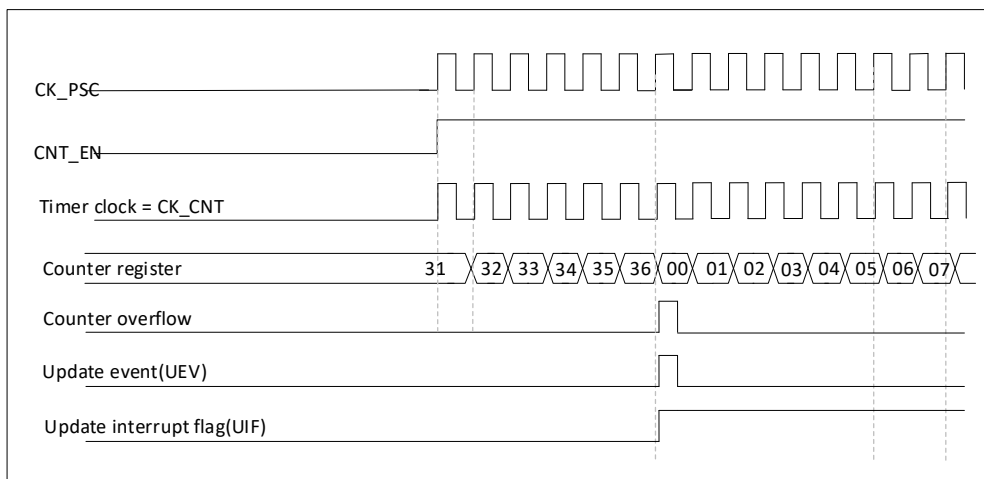 CK_PSC
CNT_EN
Timer clock = CK_CNT
Counter register 31 32 33 34 35 36 00 01 02 03 04 05 06 07
Counter overflow
Update event(UEV)
Update interrupt flag(UIF)